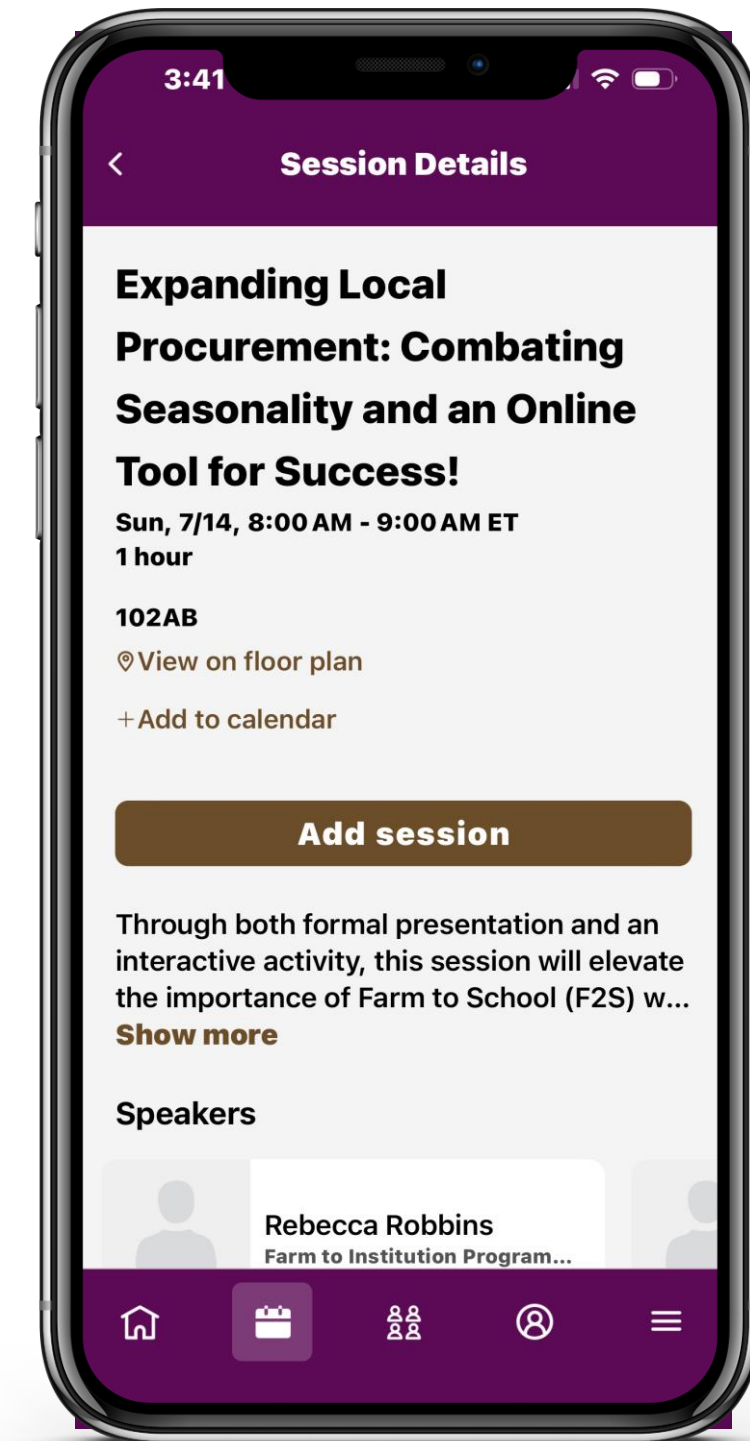 3:41
Session Details
Expanding Local
Procurement: Combating
Seasonality and an Online
Tool for Success!
Sun, 7/14, 8:00 AM - 9:00 AM ET
1 hour
102AB
View on floor plan
+Add to calendar
Add session
Through both formal presentation and an
interactive activity, this session will elevate
the importance of Farm to School (F2S) w...
Show more
Speakers
Rebecca Robbins
Farm to Institution Program...